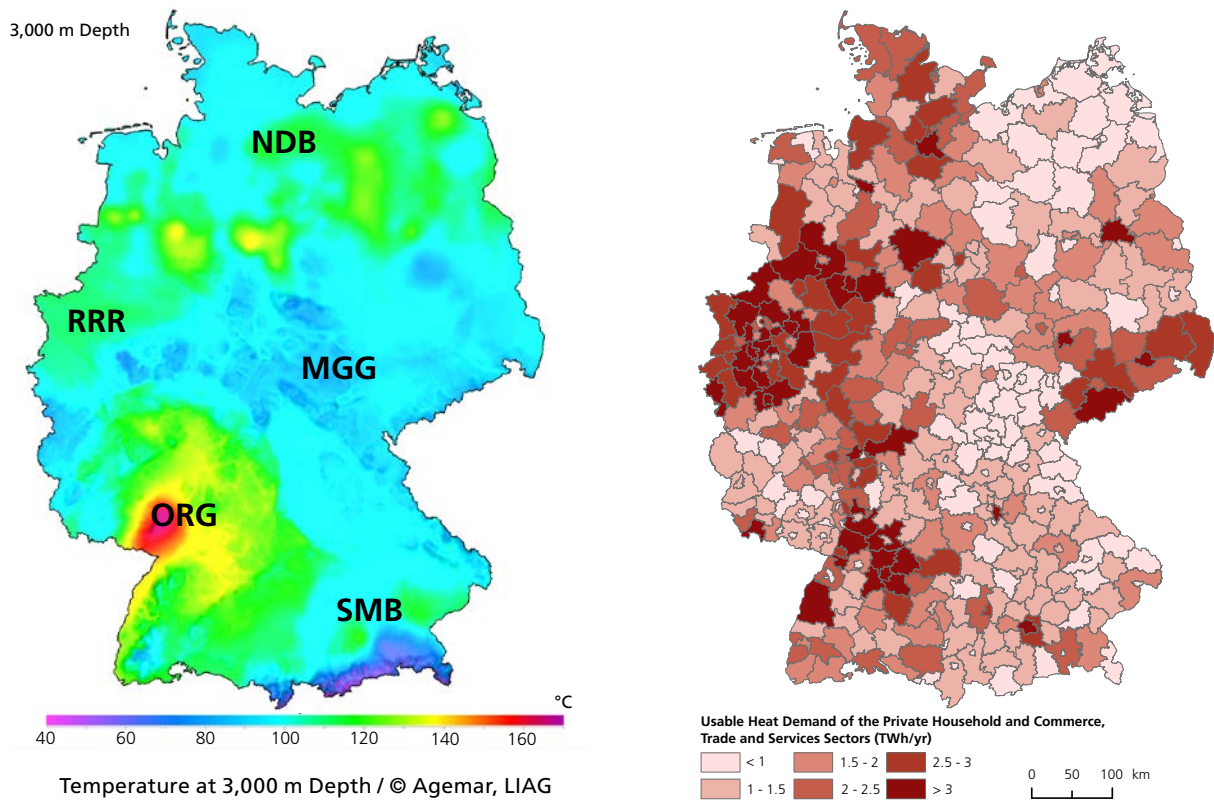 3,000 m Depth
NDB
RRR
MGG
ORG
SMB
°C
40 60 80 100 120 140 160
Temperature at 3,000 m Depth / © Agemar, LIAG
Usable Heat Demand of the Private Household and Commerce,
Trade and Services Sectors (TWh/yr)
< 1 1.5 - 2 2.5 - 3
1 - 1.5 2 - 2.5 > 3
0 50 100 km